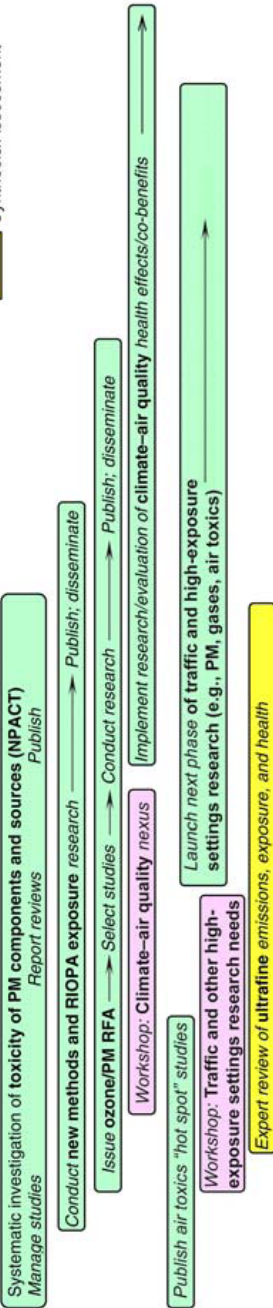 Systematic investigation of toxicity of PM components and sources (NPACT)
Manage studies Report reviews Publish
Conduct new methods and RIOPA exposure research → Publish; disseminate
Issue ozone/PM RFA → Select studies → Conduct research → Publish; disseminate
Workshop: Climate–air quality nexus
Implement research/evaluation of climate–air quality health effects/co-benefits →
Publish air toxics "hot spot" studies
Workshop: Traffic and other high-
exposure settings research needs
Launch next phase of traffic and high-exposure
settings research (e.g., PM, gases, air toxics) →
Expert review of ultrafine emissions, exposure, and health